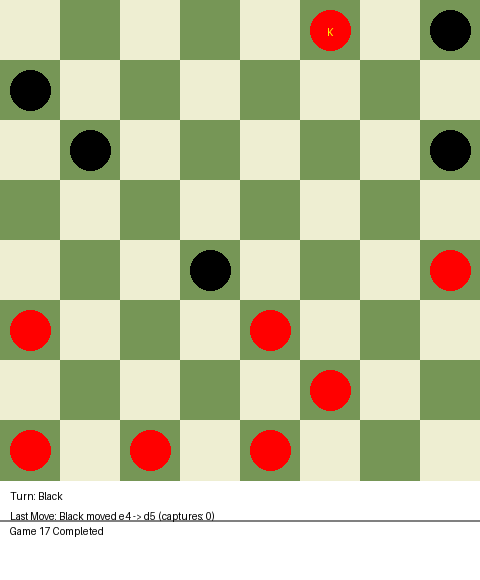 K
Turn: Black
Last Move: Black moved e4 -> d5 (captures: 0)
Game 17 Completed